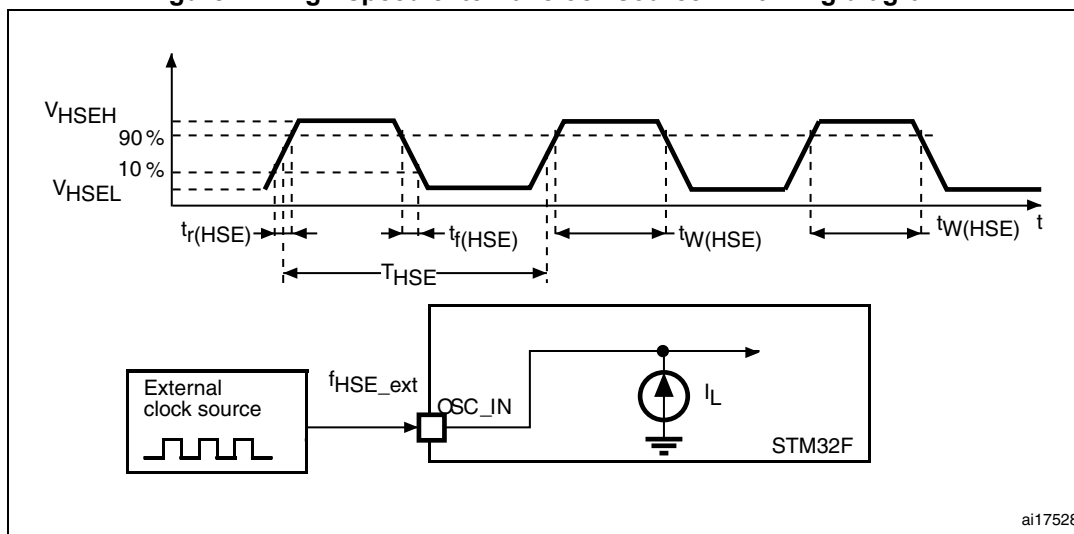 VHSEH
90 %
10 %
VHSEL
tr(HSE)
tf(HSE)
tW(HSE)
tW(HSE)
t
THSE
External
clock source
fHSE_ext
OSC_IN
IL
STM32F
ai17528